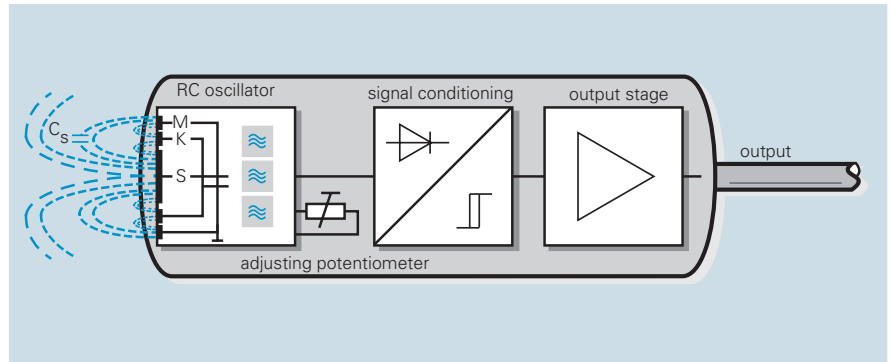 RC oscillator
signal conditioning
output stage
Cs
M
K
S
output
adjusting potentiometer